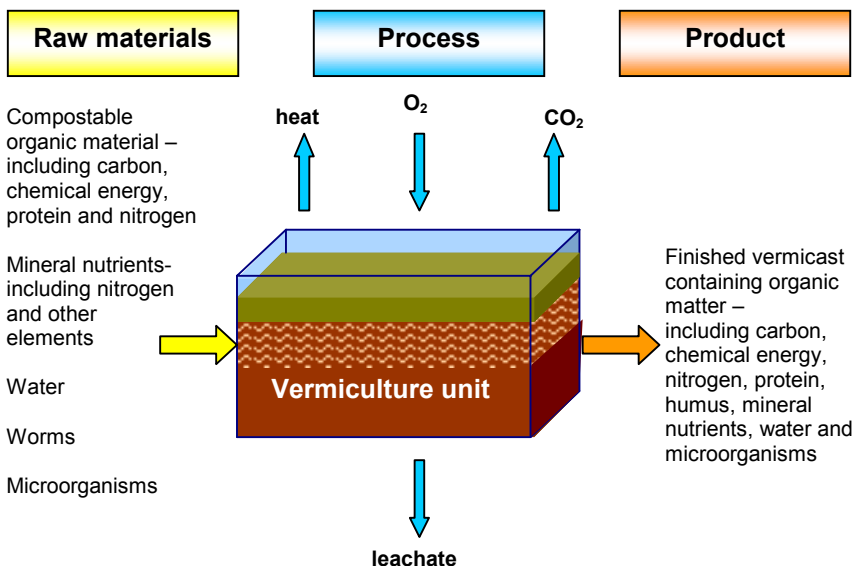 Raw materials
Process
Product
Compostable
organic material –
including carbon,
chemical energy,
protein and nitrogen
Mineral nutrients-
including nitrogen
and other
elements
Water
Worms
Microorganisms
heat
O₂
CO₂
Vermiculture unit
leachate
Finished vermicast
containing organic
matter –
including carbon,
chemical energy,
nitrogen, protein,
humus, mineral
nutrients, water and
microorganisms